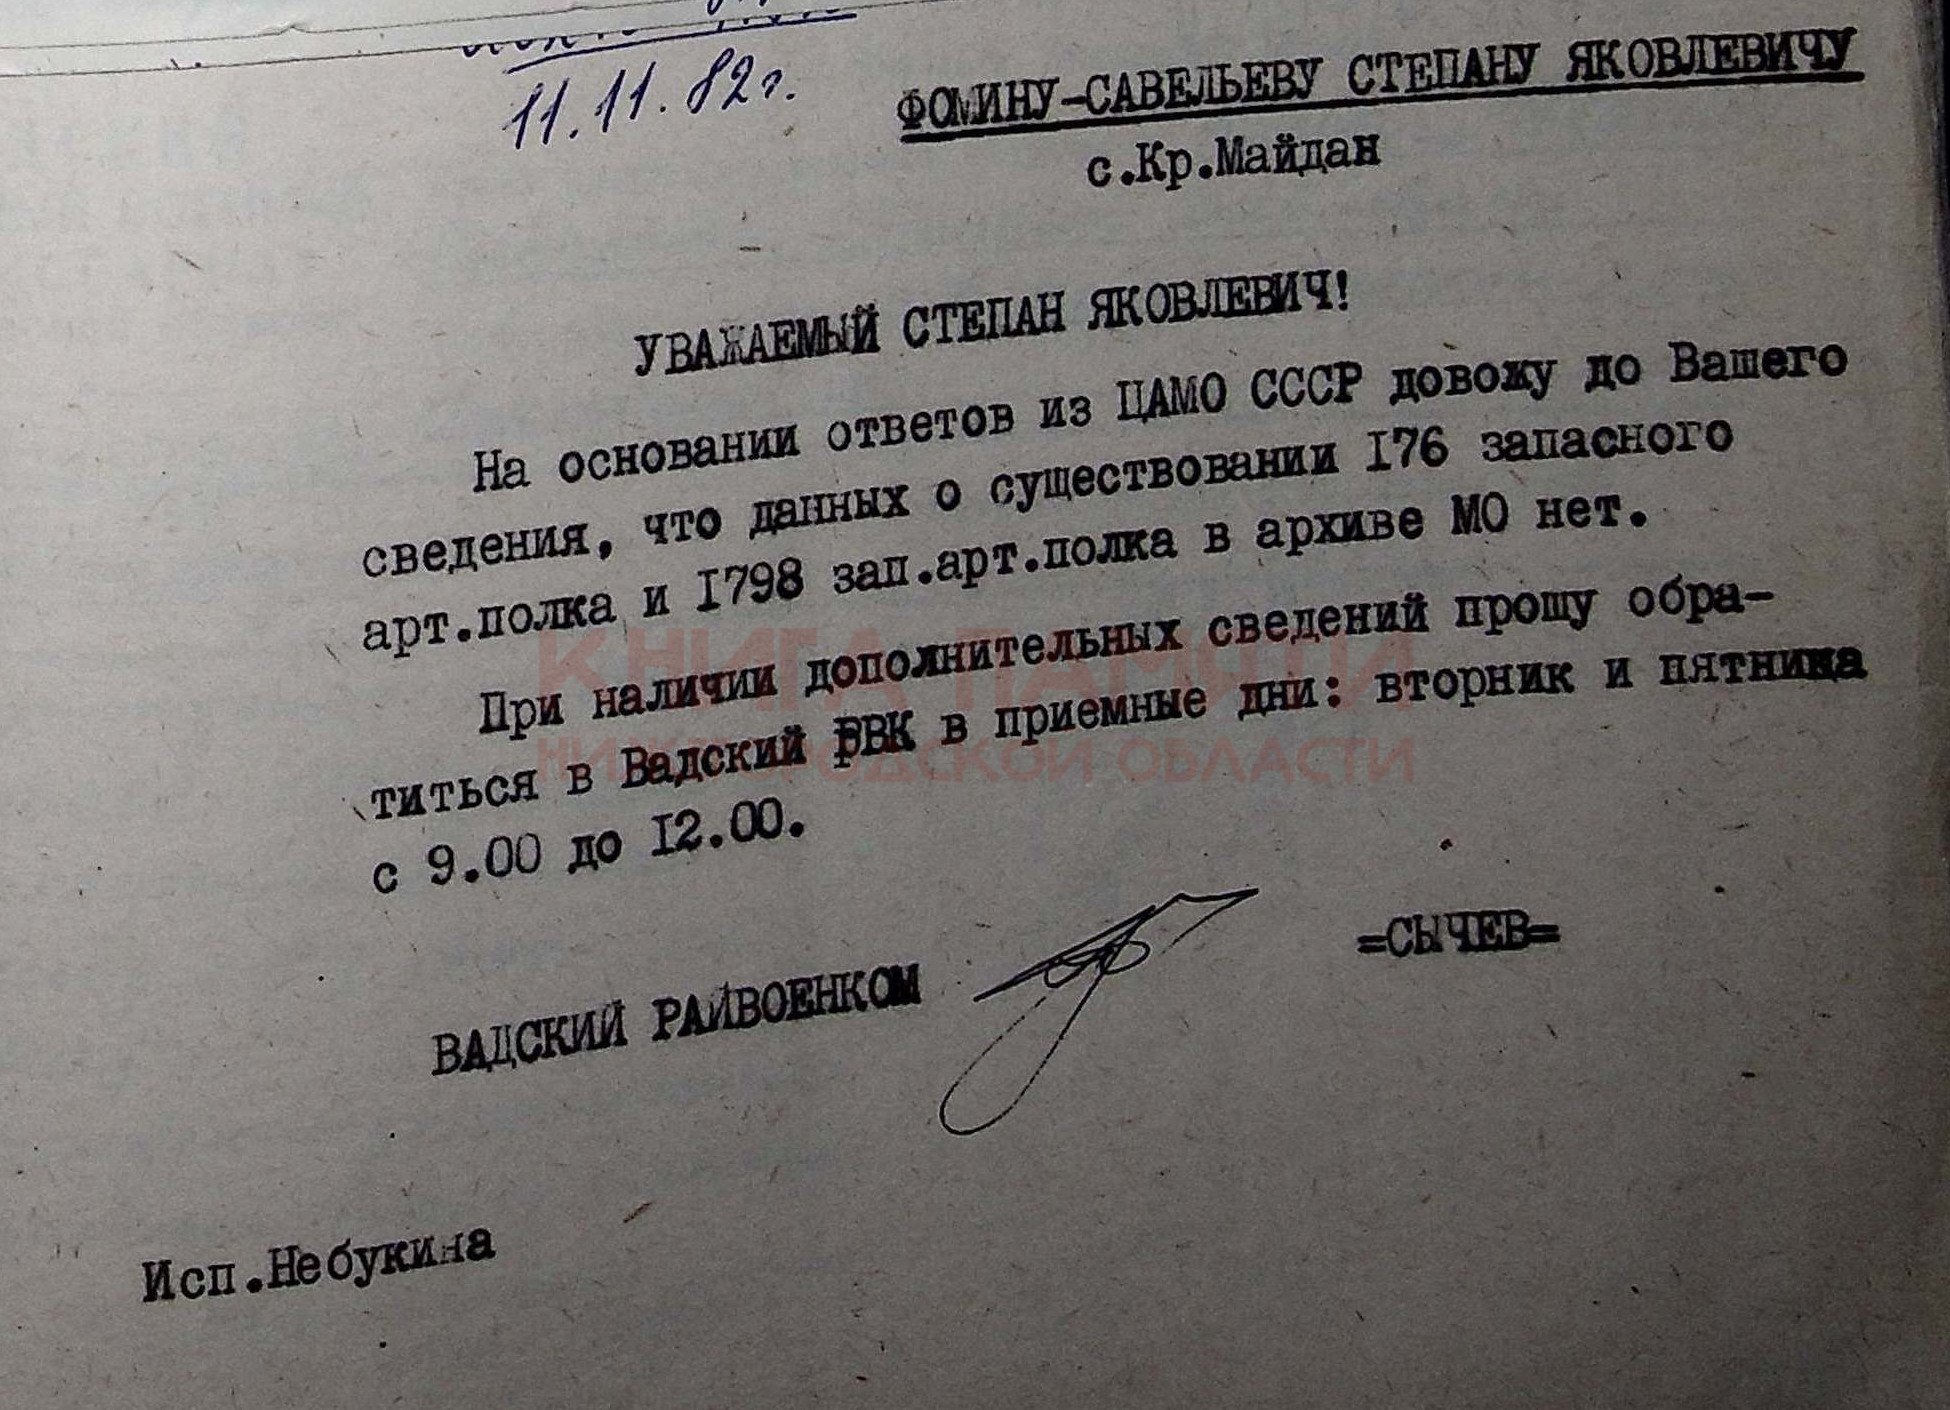 11.11.82г.
ФОМИНУ-САВЕЛЬЕВУ СТЕПАНУ ЯКОВЛЕВИЧУ
с.Кр.Майдан
УВАЖАЕМЫЙ СТЕПАН ЯКОВЛЕВИЧ!
На основании ответов из ЦАМО СССР довожу до Вашего
сведения, что данных о существовании I76 запасного
арт.полка и I798 зап.арт.полка в архиве МО нет.
При наличии дополнительных сведений прошу обра-
титься в Вадский РВК в приемные дни: вторник и пятница
с 9.00 до I2.00.
КНИГА ПАМЯТИ
НИЖЕГОРОДСКОЙ ОБЛАСТИ
ВАДСКИЙ РАЙВОЕНКОМ =СЫЧЕВ=
Исп.Небукина